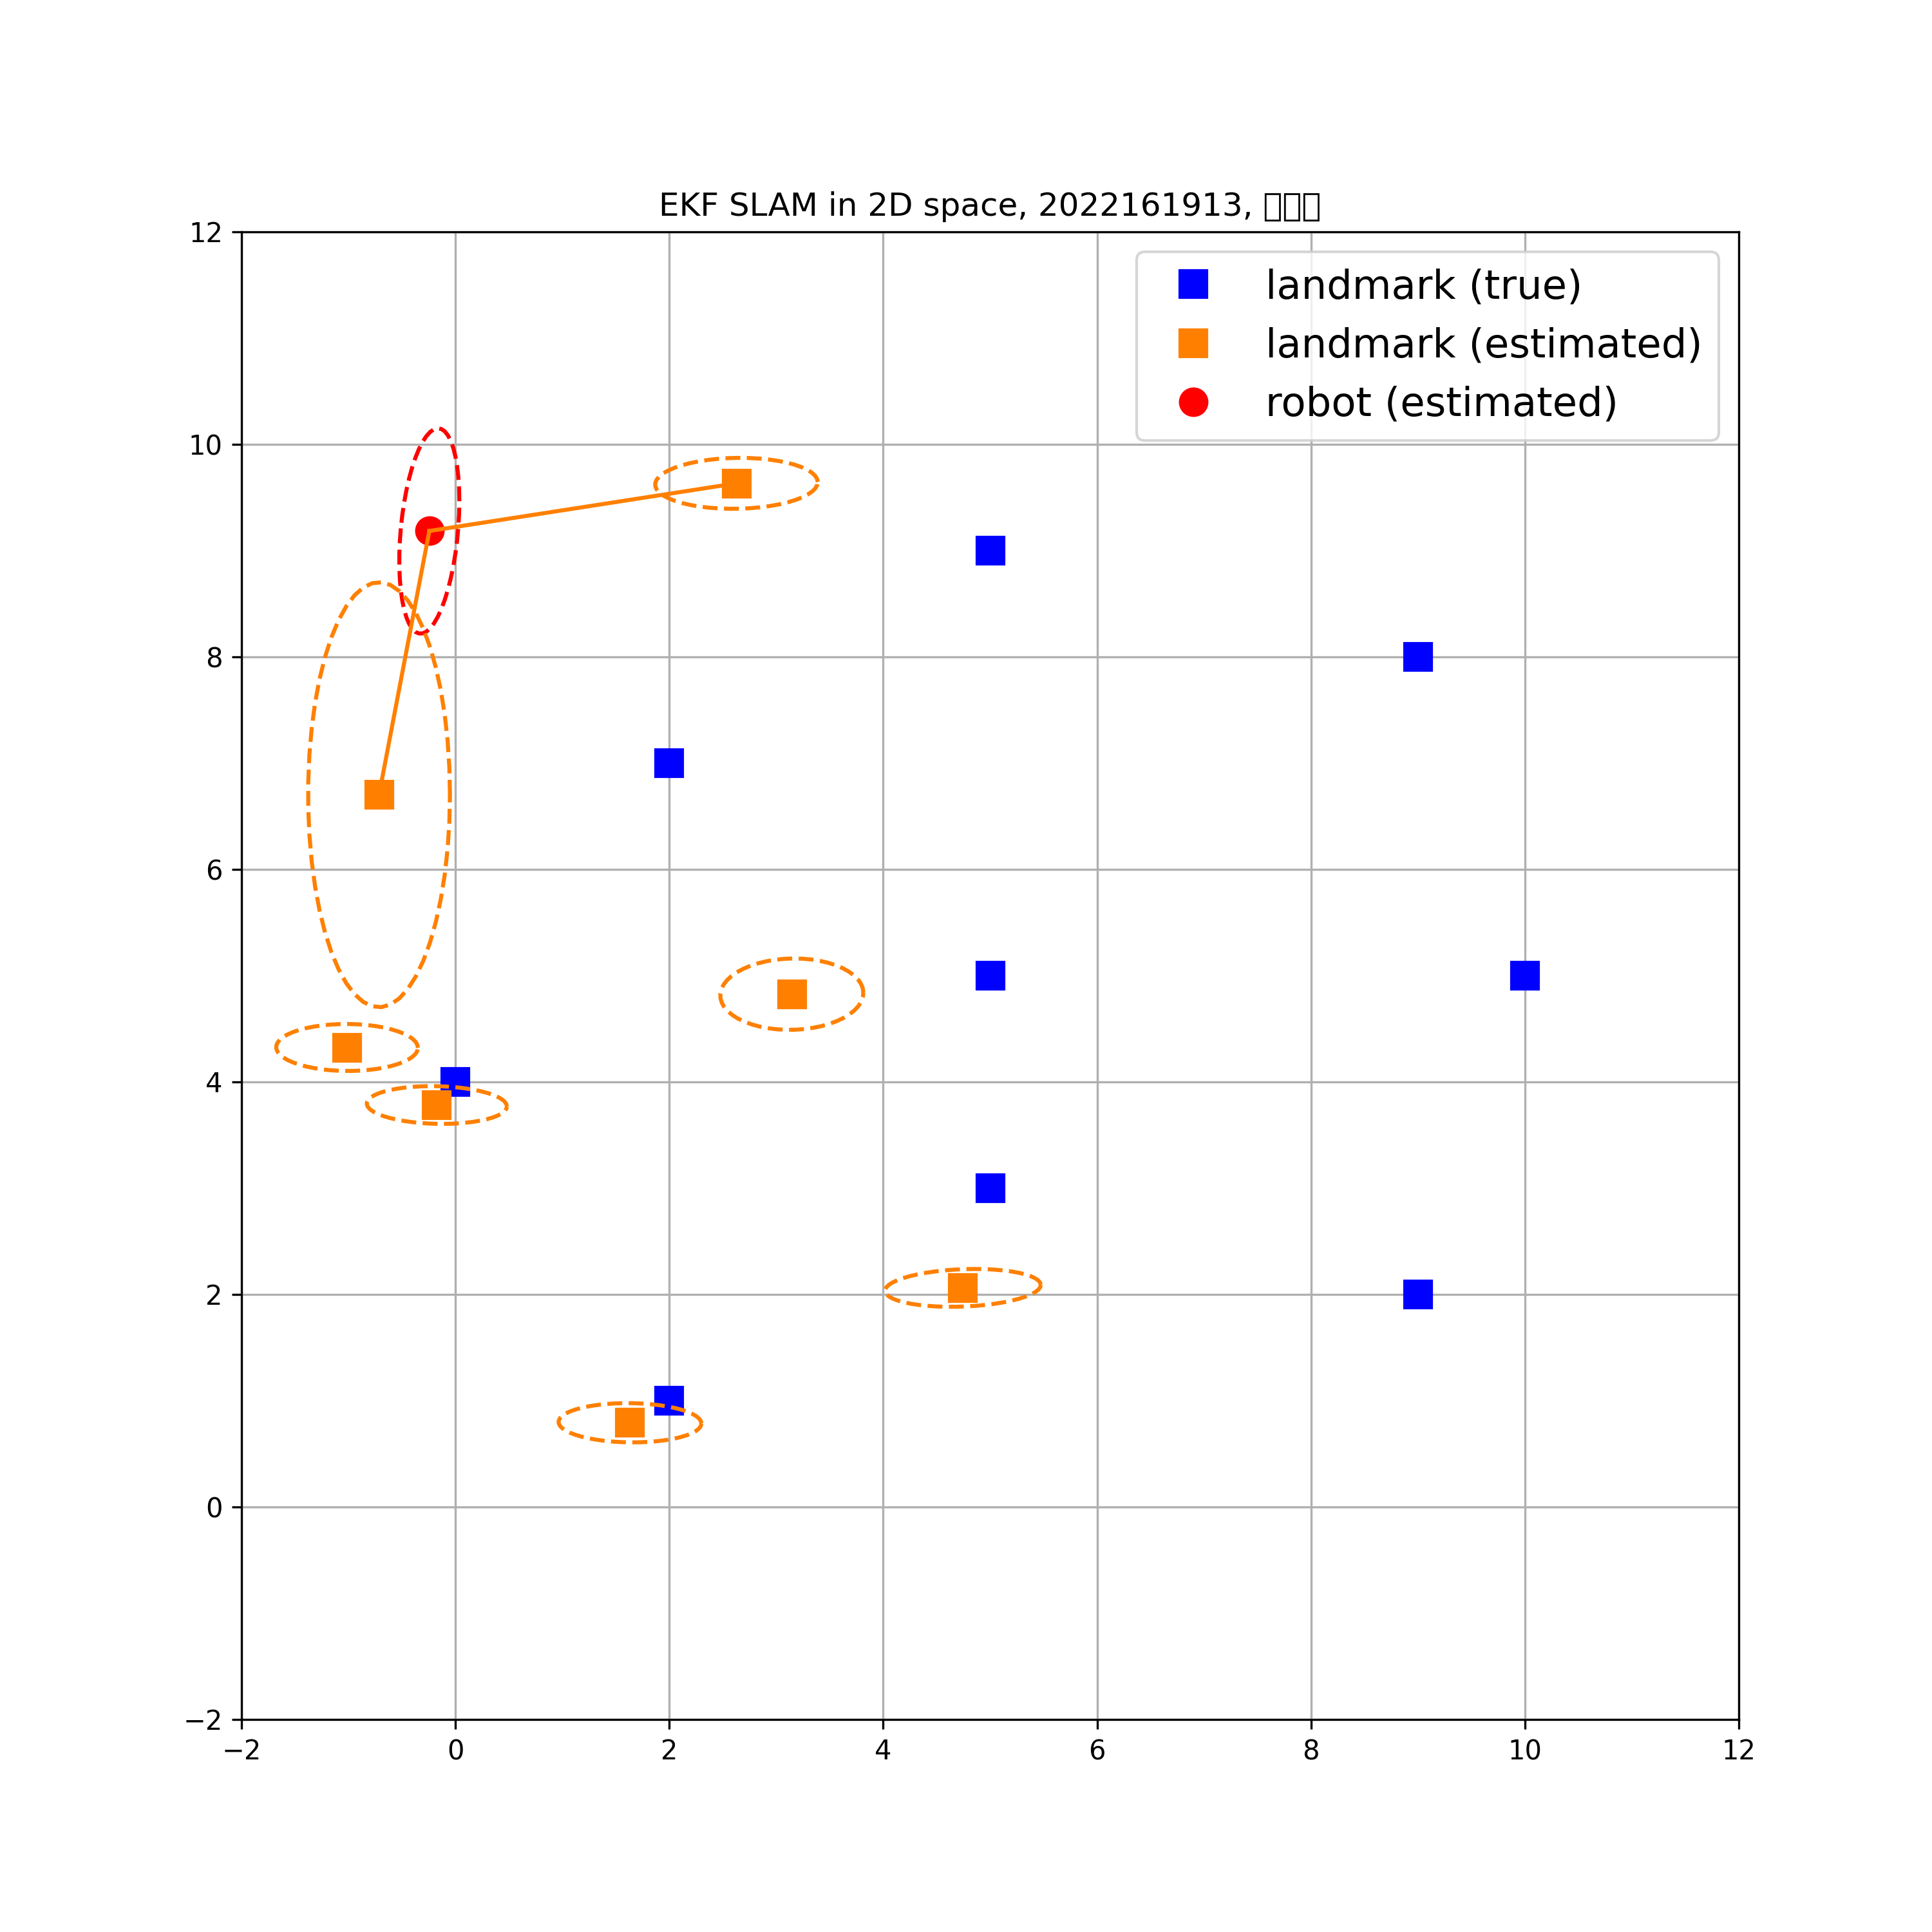 EKF SLAM in 2D space, 2022161913,
landmark (true)
landmark (estimated)
robot (estimated)
12
10
8
6
4
2
0
−2
−2 0 2 4 6 8 10 12